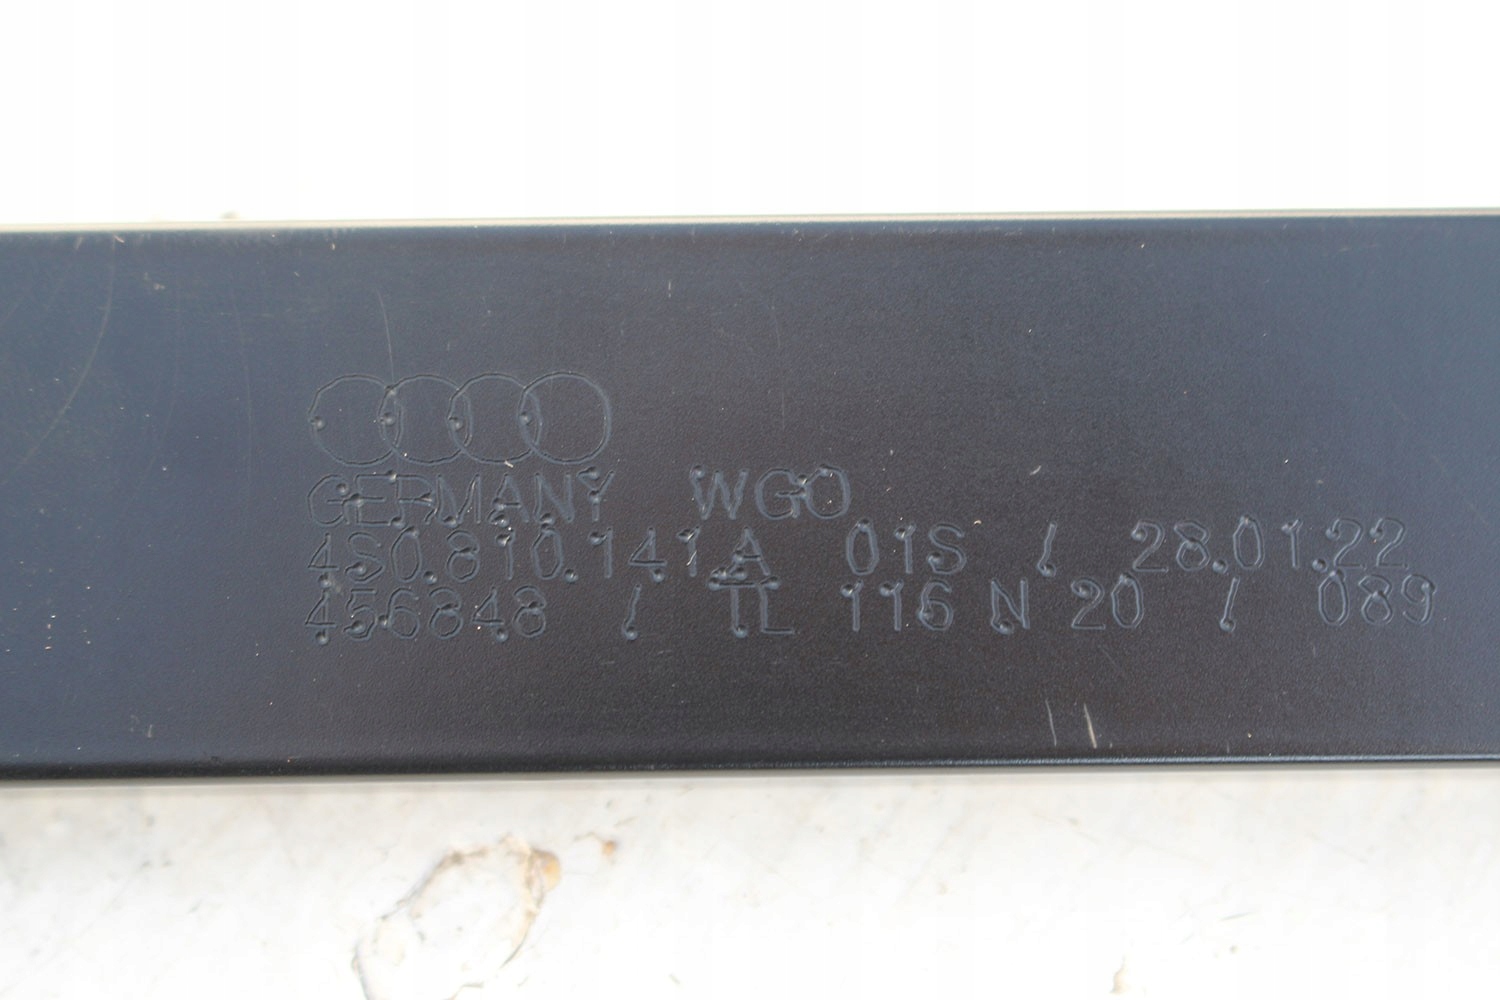 GERMANY WGO
4S0.810.141.A 01S / 28.01.22
456848 / TL 116 N 20 / 089